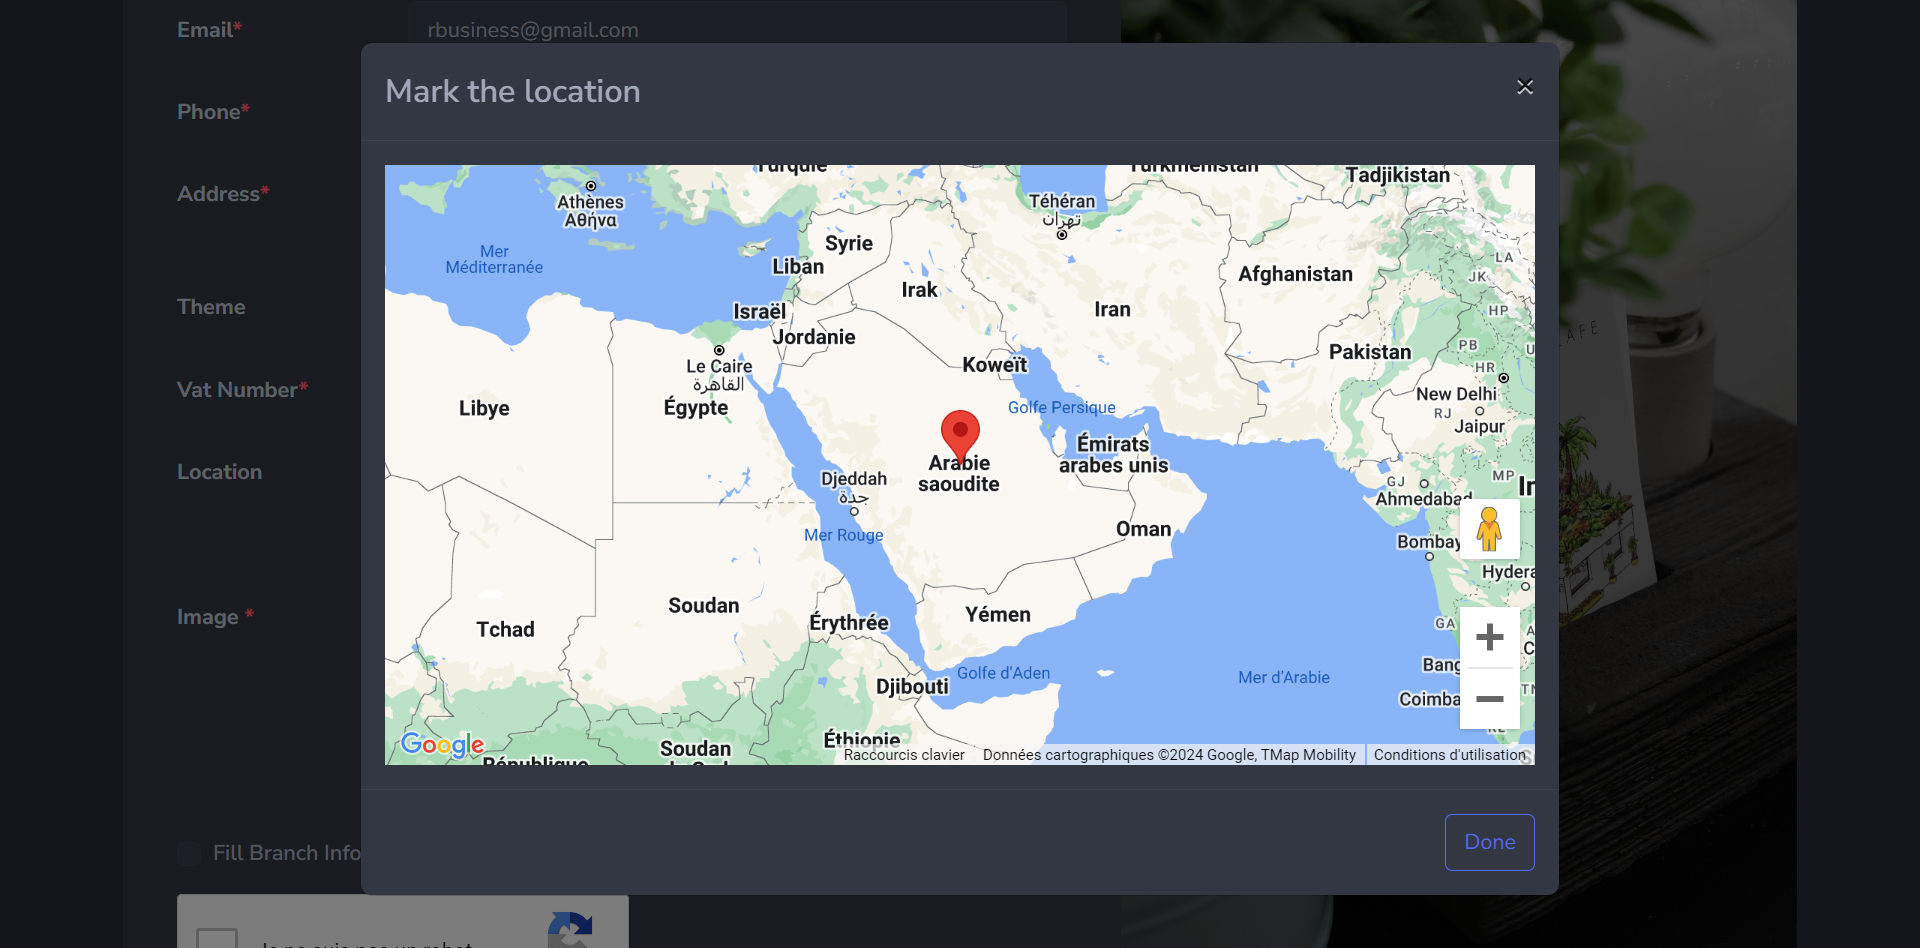 Email*
rbusiness@gmail.com
Mark the location
Phone*
Address*
Theme
Vat Number*
Location
Image *
Fill Branch Info
Turquie
Turkménistan
Tadjikistan
Athènes
Αθήνα
Téhéran
تهران
Mer
Méditerranée
Syrie
Liban
Irak
Afghanistan
LA
JK
Israël
Iran
HP
Jordanie
PB
Pakistan
Koweït
HR
Le Caire
القاهرة
New Delhi
Libye
Égypte
Golfe Persique
RJ
Jaipur
Émirats
arabes unis
Arabie
saoudite
Djeddah
جدة
GJ
MP
Ahmedabad
Mer Rouge
Oman
Bombay
Soudan
Yémen
Tchad
Érythrée
GA
Golfe d'Aden
Mer d'Arabie
Djibouti
Google
Soudan
Éthiopie
République
Raccourcis clavier
Données cartographiques ©2024 Google, TMap Mobility
Conditions d'utilisation
Done
Je ne suis pas un robot